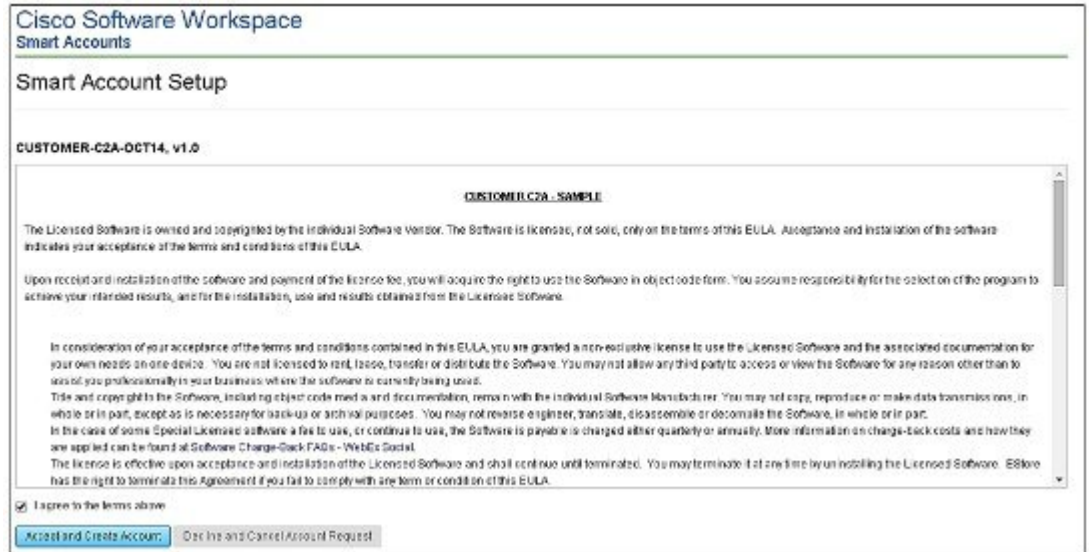 Cisco Software Workspace
Smart Accounts
Smart Account Setup
CUSTOMER-C2A-OCT14, v1.0
CUSTOMER C2A - SAMPLE
The Licensed Software is owned and copyrighted by the individual Software Vendor. The Software is licensed, not sold, only on the terms of this EULA. Acceptance and installation of the software
indicates your acceptance of the terms and conditions of this EULA.
Upon receipt and installation of the software and payment of the license fee, you will acquire the right to use the Software in object code form. You assume responsibility for the selection of the program to
achieve your intended results, and for the installation, use and results obtained from the Licensed Software.
In consideration of your acceptance of the terms and conditions contained in this EULA, you are granted a non-exclusive license to use the Licensed Software and the associated documentation for
your own needs on one device. You are not licensed to rent, lease, transfer or distribute the Software. You may not allow any third party to access or view the Software for any reason other than to
assist you professionally in your business where the software is currently being used.
Title and copyright to the Software, including object code media and documentation, remain with the individual Software Manufacturer. You may not copy, reproduce or make data transmissions, in
whole or in part, except as is necessary for back-up or archival purposes. You may not reverse engineer, translate, disassemble or decompile the Software, in whole or in part.
In the case of some Special Licensed software a fee to use, or continue to use, the Software is payable is charged either quarterly or annually. More information on charge-back costs and how they
are applied can be found at Software Charge-Back FAQs - WebEx Social.
The license is effective upon acceptance and installation of the Licensed Software and shall continue until terminated. You may terminate it at any time by uninstalling the Licensed Software. EStore
has the right to terminate this Agreement if you fail to comply with any term or condition of this EULA.
I agree to the terms above
Accept and Create Account
Decline and Cancel Account Request